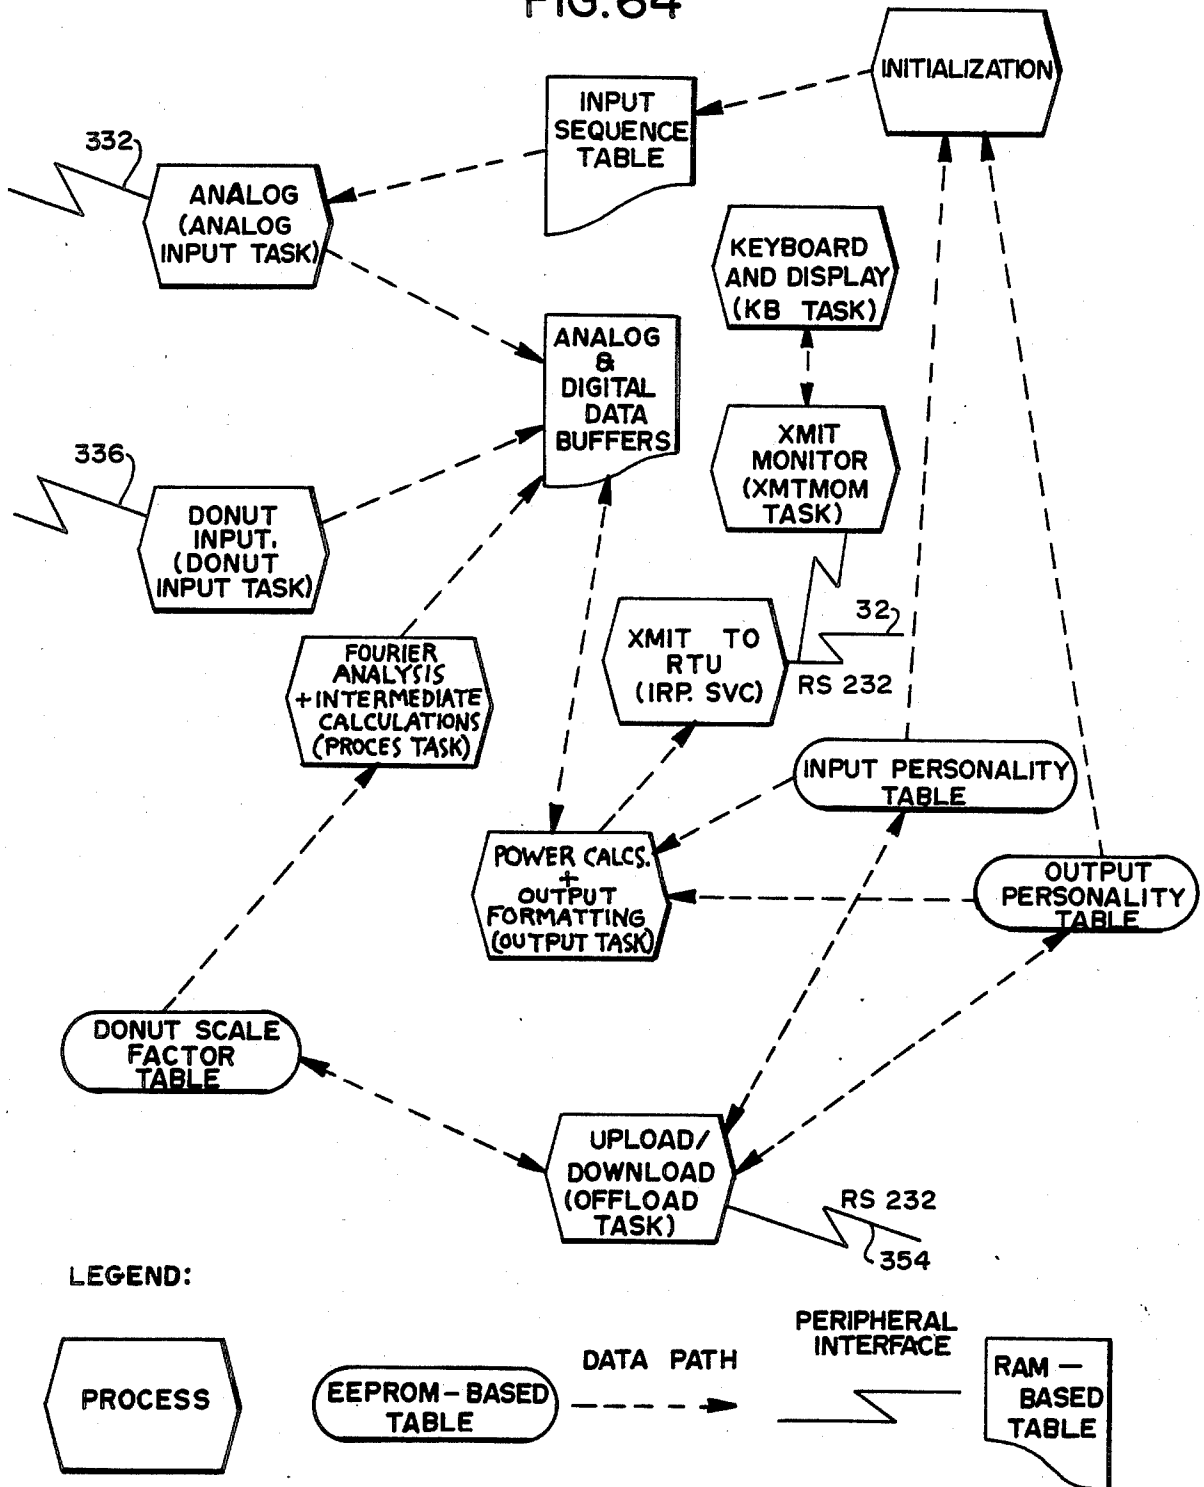 FIG.64
INITIALIZATION
INPUT
SEQUENCE
TABLE
332
ANALOG
(ANALOG
INPUT TASK)
KEYBOARD
AND DISPLAY
(KB TASK)
ANALOG
&
DIGITAL
DATA
BUFFERS
XMIT
MONITOR
(XMTMOM
TASK)
336
DONUT
INPUT.
(DONUT
INPUT TASK)
32
XMIT TO
RTU
(IRP. SVC)
RS 232
FOURIER
ANALYSIS
+INTERMEDIATE
CALCULATIONS
(PROCES TASK)
INPUT PERSONALITY
TABLE
POWER CALCS.
+
OUTPUT
FORMATTING
(OUTPUT TASK)
OUTPUT
PERSONALITY
TABLE
DONUT SCALE
FACTOR
TABLE
UPLOAD/
DOWNLOAD
(OFFLOAD
TASK)
RS 232
354
LEGEND:
PROCESS
EEPROM-BASED
TABLE
DATA PATH
PERIPHERAL
INTERFACE
RAM —
BASED
TABLE